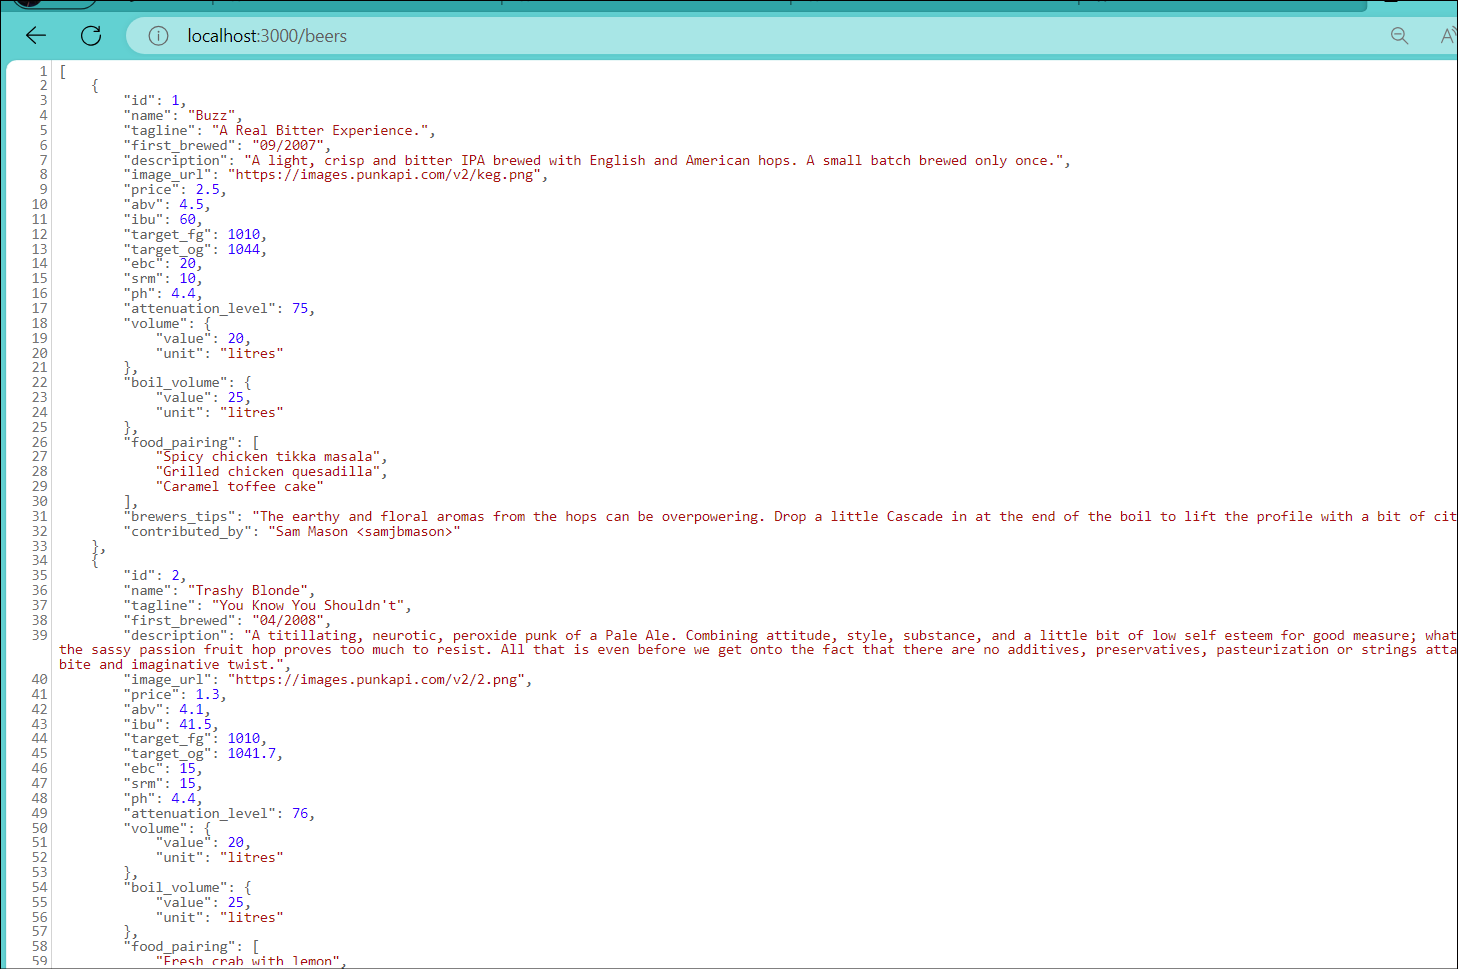 localhost:3000/beers
1 [
2 {
3 "id": 1,
4 "name": "Buzz",
5 "tagline": "A Real Bitter Experience.",
6 "first_brewed": "09/2007",
7 "description": "A light, crisp and bitter IPA brewed with English and American hops. A small batch brewed only once.",
8 "image_url": "https://images.punkapi.com/v2/keg.png",
9 "price": 2.5,
10 "abv": 4.5,
11 "ibu": 60,
12 "target_fg": 1010,
13 "target_og": 1044,
14 "ebc": 20,
15 "srm": 10,
16 "ph": 4.4,
17 "attenuation_level": 75,
18 "volume": {
19 "value": 20,
20 "unit": "litres"
21 },
22 "boil_volume": {
23 "value": 25,
24 "unit": "litres"
25 },
26 "food_pairing": [
27 "Spicy chicken tikka masala",
28 "Grilled chicken quesadilla",
29 "Caramel toffee cake"
30 ],
31 "brewers_tips": "The earthy and floral aromas from the hops can be overpowering. Drop a little Cascade in at the end of the boil to lift the profile with a bit of cit
32 "contributed_by": "Sam Mason <samjbmason>"
33 },
34 {
35 "id": 2,
36 "name": "Trashy Blonde",
37 "tagline": "You Know You Shouldn't",
38 "first_brewed": "04/2008",
39 "description": "A titillating, neurotic, peroxide punk of a Pale Ale. Combining attitude, style, substance, and a little bit of low self esteem for good measure; what
the sassy passion fruit hop proves too much to resist. All that is even before we get onto the fact that there are no additives, preservatives, pasteurization or strings atta
bite and imaginative twist.",
40 "image_url": "https://images.punkapi.com/v2/2.png",
41 "price": 1.3,
42 "abv": 4.1,
43 "ibu": 41.5,
44 "target_fg": 1010,
45 "target_og": 1041.7,
46 "ebc": 15,
47 "srm": 15,
48 "ph": 4.4,
49 "attenuation_level": 76,
50 "volume": {
51 "value": 20,
52 "unit": "litres"
53 },
54 "boil_volume": {
55 "value": 25,
56 "unit": "litres"
57 },
58 "food_pairing": [
59 "Fresh crab with lemon",